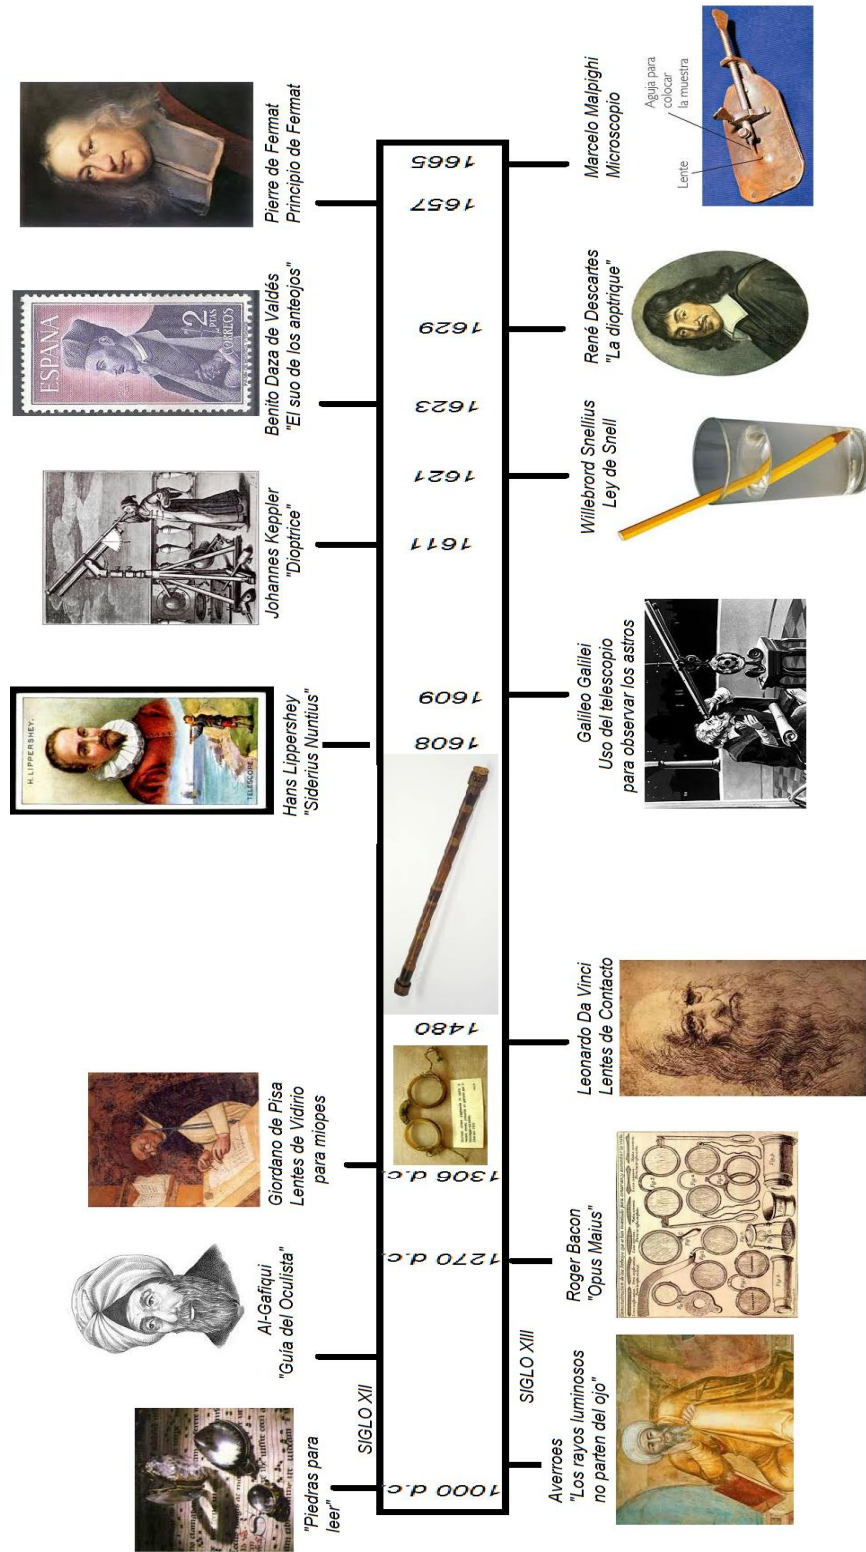 "Piedras para
leer"
Al-Gafiqui
"Guía del Oculista"
Giordano de Pisa
Lentes de Vidirio
para miopes
H. LIPPERSHEY.
TELESCOPE
Hans Lippershey
"Siderius Nuntius"
Johannes Keppler
"Dioptrice"
ESPAÑA
2
PTAS
CORREOS
Benito Daza de Valdés
"El suo de los anteojos"
Pierre de Fermat
Principio de Fermat
SIGLO XII
1000 d.c.
1270 d.c.
1306 d.c.
1480
1608
1609
1611
1621
1623
1629
1657
1665
SIGLO XIII
Averroes
"Los rayos luminosos
no parten del ojo"
Roger Bacon
"Opus Maius"
Leonardo Da Vinci
Lentes de Contacto
Galileo Galilei
Uso del telescopio
para observar los astros
Willebrord Snellius
Ley de Snell
René Descartes
"La dioptrique"
Marcelo Malpighi
Microscopio
Lente
Aguja para
colocar
la muestra